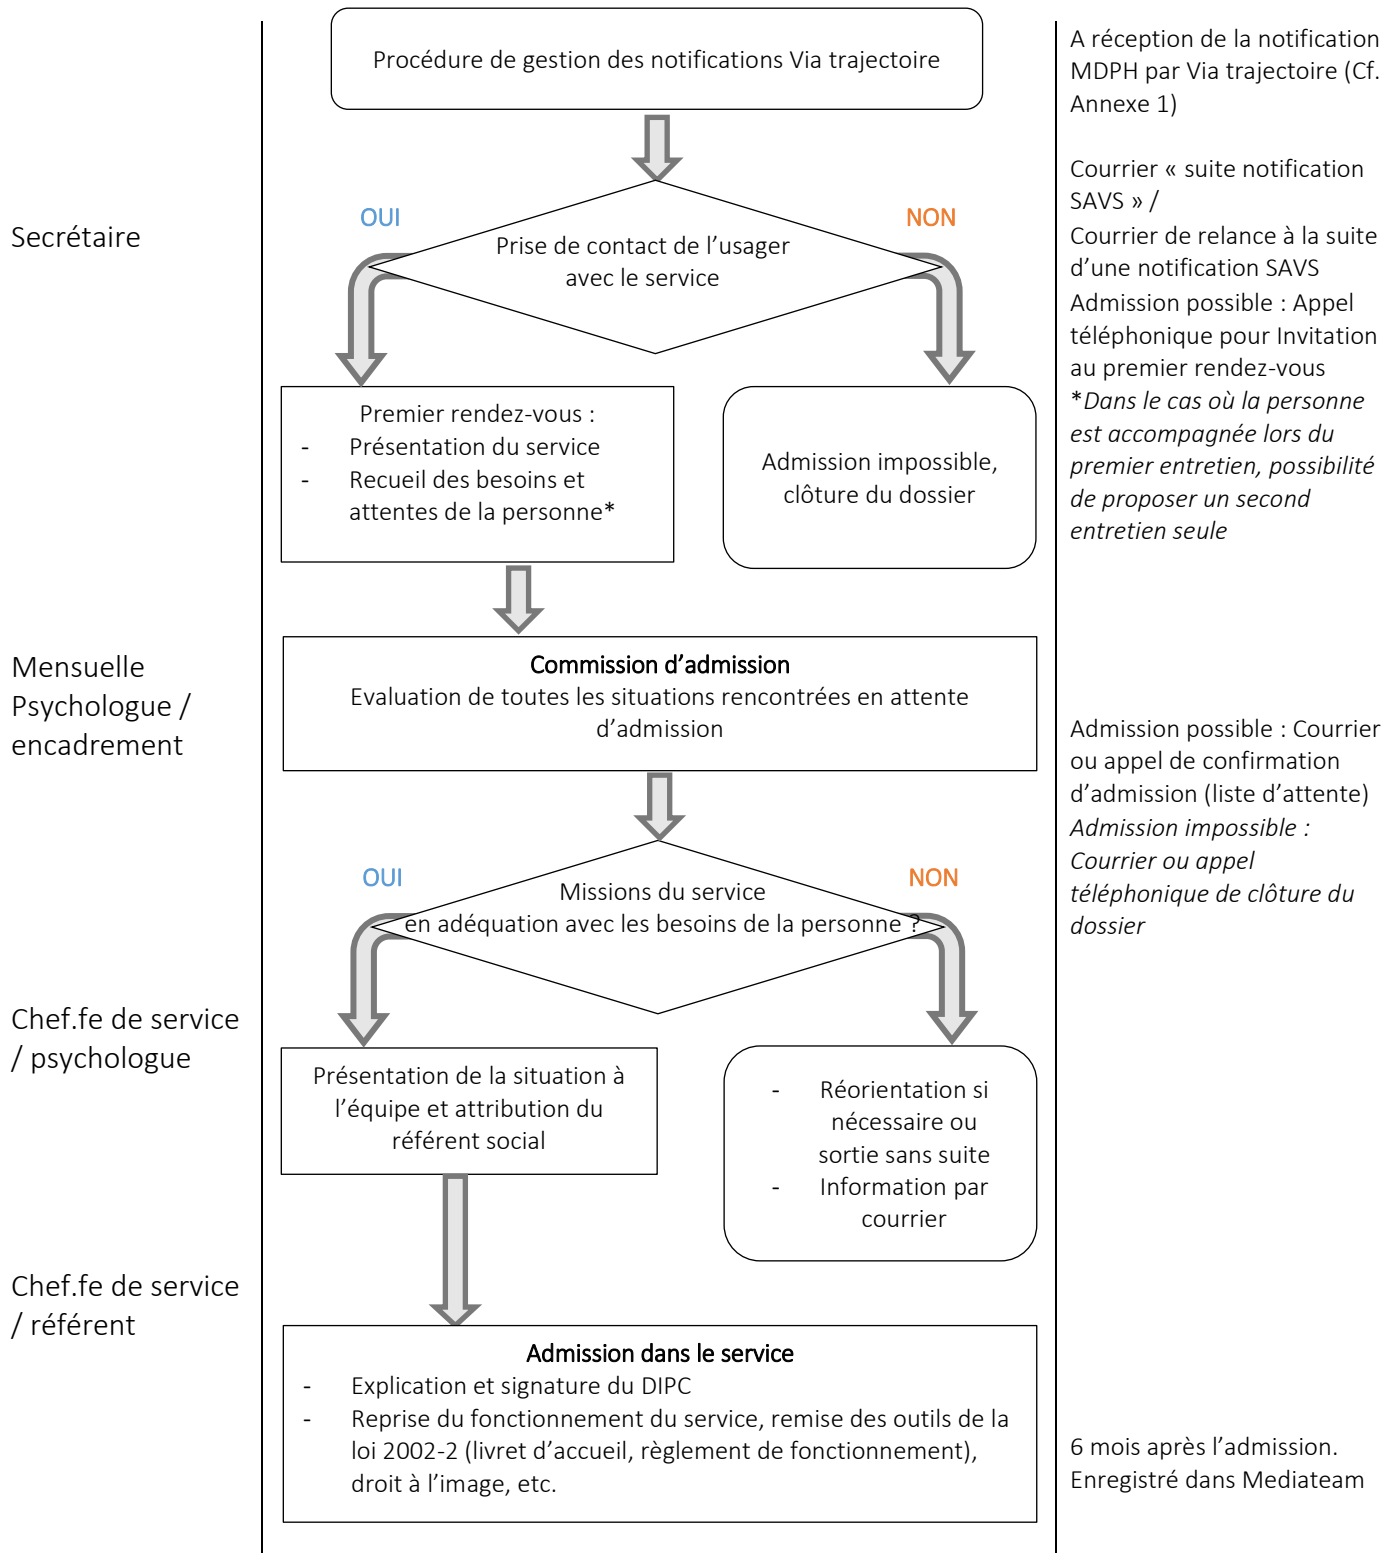 Procédure de gestion des notifications Via trajectoire
A réception de la notification
MDPH par Via trajectoire (Cf.
Annexe 1)
Secrétaire
OUI
NON
Prise de contact de l’usager
avec le service
Courrier « suite notification
SAVS » /
Courrier de relance à la suite
d’une notification SAVS
Admission possible : Appel
téléphonique pour Invitation
au premier rendez-vous
*Dans le cas où la personne
est accompagnée lors du
premier entretien, possibilité
de proposer un second
entretien seule
Premier rendez-vous :
- Présentation du service
- Recueil des besoins et
attentes de la personne*
Admission impossible,
clôture du dossier
Mensuelle
Psychologue /
encadrement
Commission d’admission
Evaluation de toutes les situations rencontrées en attente
d’admission
Admission possible : Courrier
ou appel de confirmation
d’admission (liste d’attente)
Admission impossible :
Courrier ou appel
téléphonique de clôture du
dossier
OUI
NON
Missions du service
en adéquation avec les besoins de la personne ?
Chef.fe de service
/ psychologue
Présentation de la situation à
l’équipe et attribution du
référent social
- Réorientation si
nécessaire ou
sortie sans suite
- Information par
courrier
Chef.fe de service
/ référent
Admission dans le service
- Explication et signature du DIPC
- Reprise du fonctionnement du service, remise des outils de la
loi 2002-2 (livret d’accueil, règlement de fonctionnement),
droit à l’image, etc.
6 mois après l’admission.
Enregistré dans Mediateam